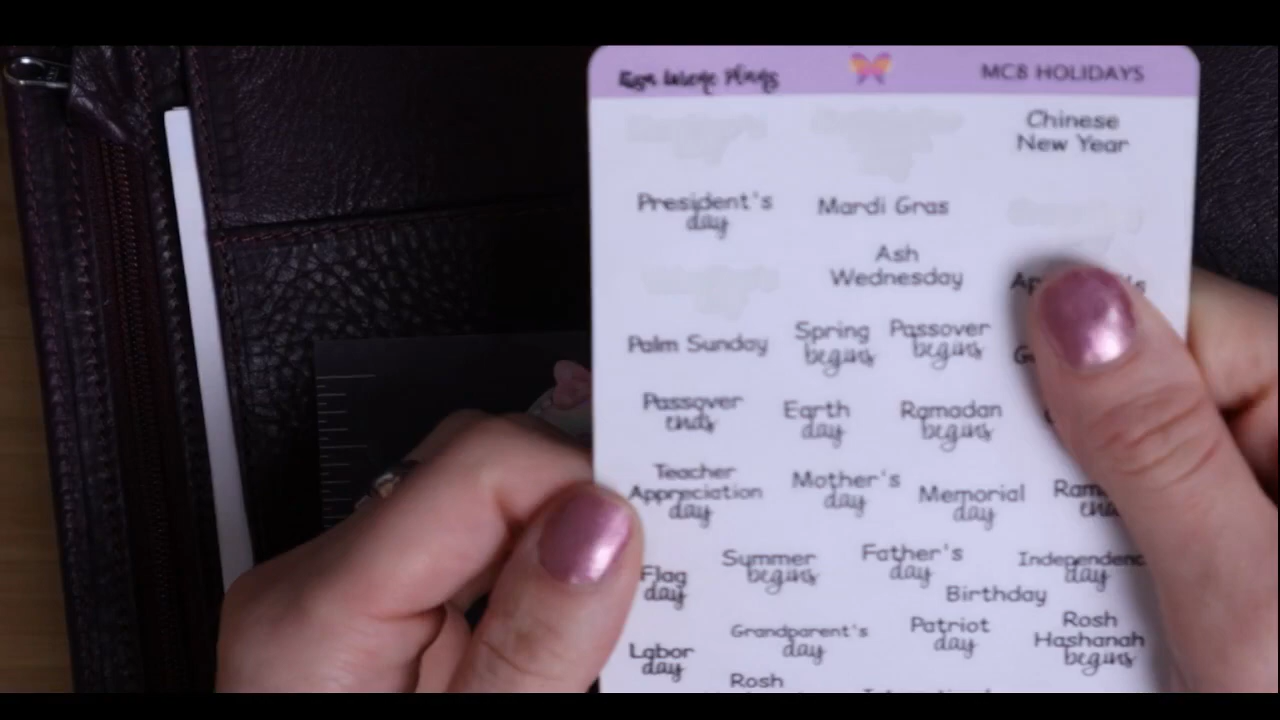 MC8 HOLIDAYS
Chinese
New Year
President's
day
Mardi Gras
Ash
Wednesday
Palm Sunday
Spring
begins
Passover
begins
Passover
ends
Earth
day
Ramadan
begins
Teacher
Appreciation
day
Mother's
day
Memorial
day
Flag
day
Summer
begins
Father's
day
Independenc
day
Birthday
Labor
day
Grandparent's
day
Patriot
day
Rosh
Hashanah
begins
Rosh